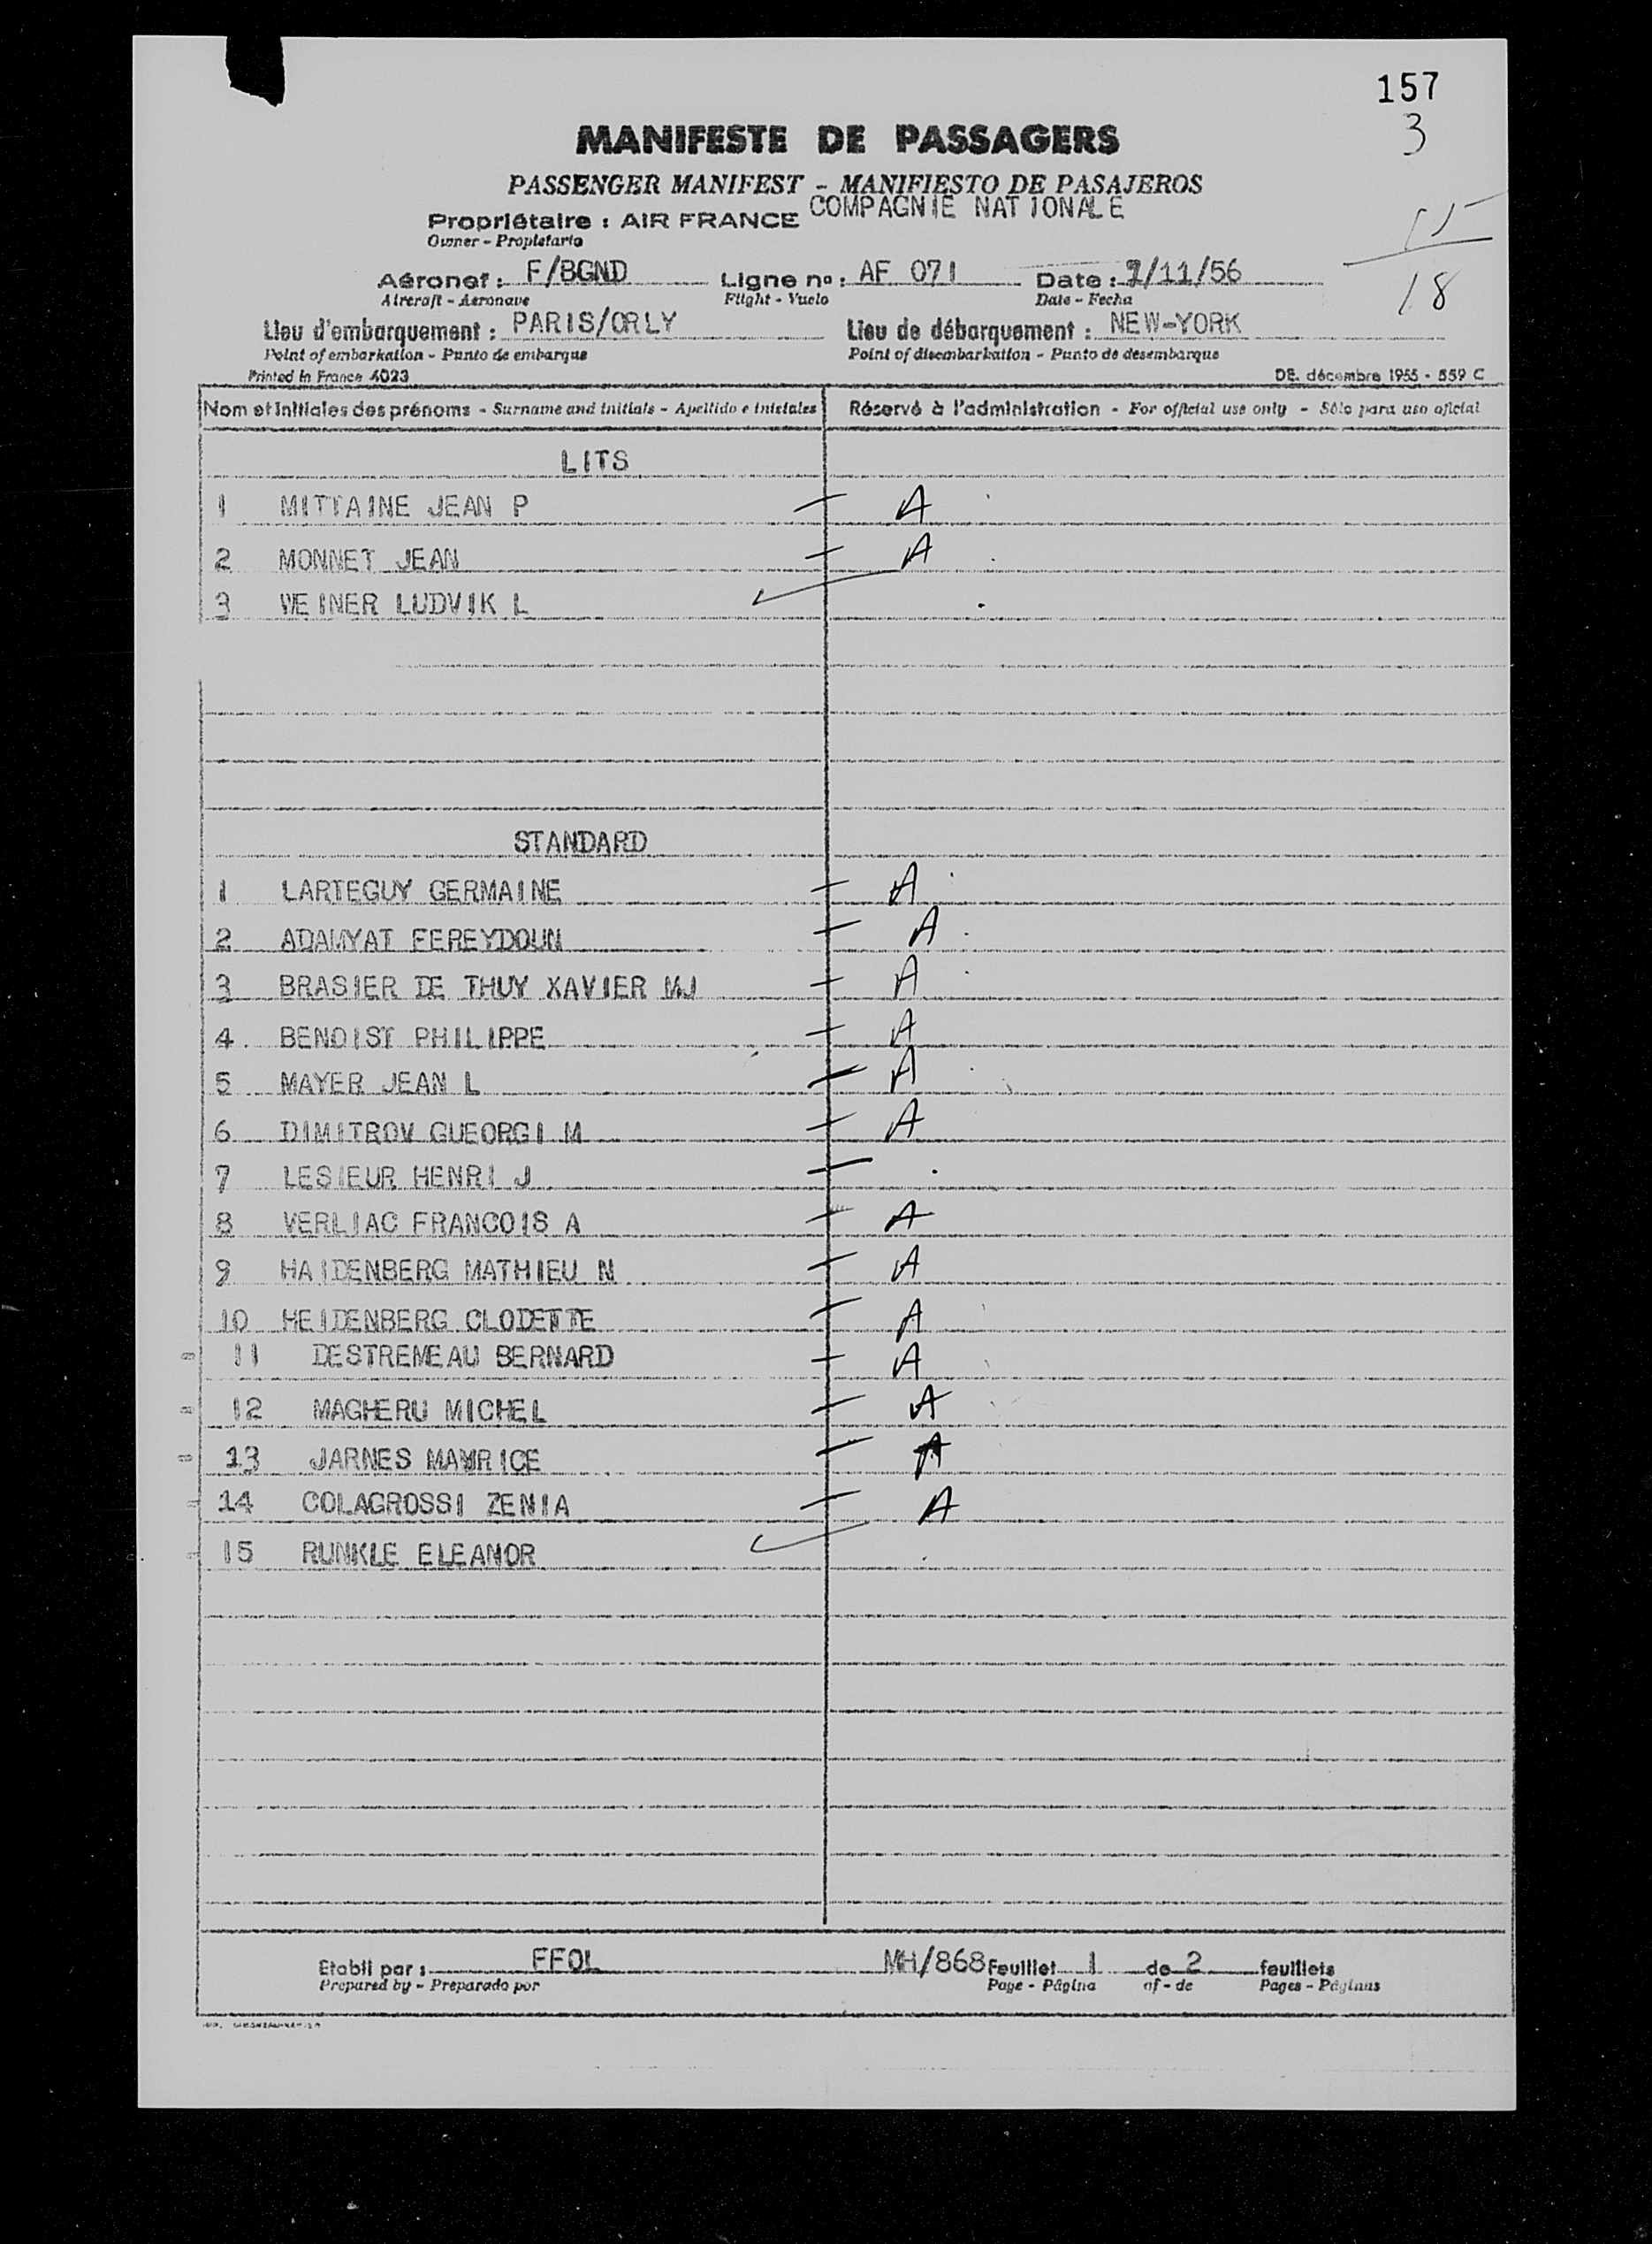 157
3
MANIFESTE DE PASSAGERS
PASSENGER MANIFEST - MANIFIESTO DE PASAJEROS
Propriétaire : AIR FRANCE COMPAGNIE NATIONALE
Owner - Propietario
15
Aéronef : F/BGND Ligne no : AF 071 Date : /11/56
Aircraft - Aeronave Flight - Vuelo Date - Fecha
18
Lieu d'embarquement : PARIS/ORLY Lieu de débarquement : NEW-YORK
Point of embarkation - Punto de embarque Point of disembarkation - Punto de desembarque
Printed in France 4023 DE. décembre 1955 - 559 C
Nom et initiales des prénoms - Surname and initials - Apellido e iniciales Réservé à l'administration - For official use only - Sólo para uso oficial
LITS
1 MITTAINE JEAN P A
2 MONNET JEAN A
3 WEINER LUDVIK L
STANDARD
1 LARTEGUY GERMAINE A
2 ADAMYAT FEREYDOUN A
3 BRASIER DE THUY XAVIER MJ A
4 BENOIST PHILIPPE A
5 MAYER JEAN L A
6 DIMITROV GUEORGI M A
7 LESIEUR HENRI J
8 VERLIAC FRANCOIS A A
9 HAIDENBERG MATHIEU N A
10 HEIDENBERG CLODETTE A
11 DESTREMEAU BERNARD A
12 MAGHERU MICHEL A
13 JARNES MAURICE A
14 COLAGROSSI ZENIA A
15 RUNKLE ELEANOR
Etabli par : FFOL MH/868 Feuillet 1 de 2 feuillets
Prepared by - Preparado por Page - Página of - de Pages - Páginas